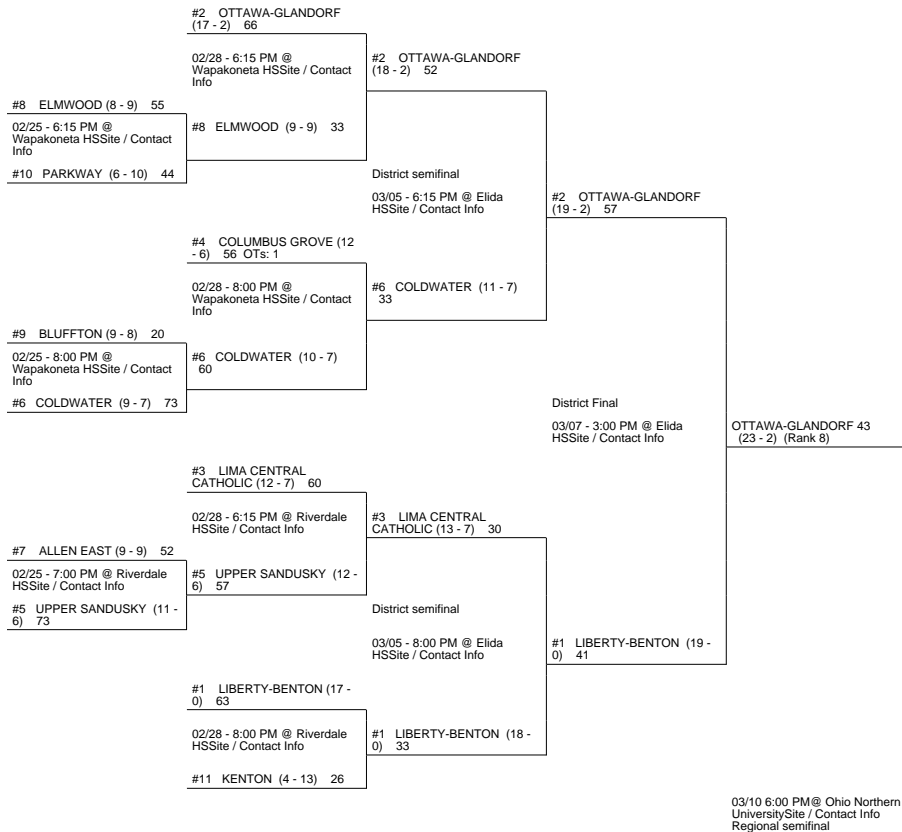 #2 OTTAWA-GLANDORF
(17 - 2) 66
02/28 - 6:15 PM @
Wapakoneta HSSite / Contact
Info
#2 OTTAWA-GLANDORF
(18 - 2) 52
#8 ELMWOOD (8 - 9) 55
02/25 - 6:15 PM @
Wapakoneta HSSite / Contact
Info
#8 ELMWOOD (9 - 9) 33
#10 PARKWAY (6 - 10) 44
District semifinal
03/05 - 6:15 PM @ Elida
HSSite / Contact Info
#2 OTTAWA-GLANDORF
(19 - 2) 57
#4 COLUMBUS GROVE (12
- 6) 56 OTs: 1
02/28 - 8:00 PM @
Wapakoneta HSSite / Contact
Info
#6 COLDWATER (11 - 7)
33
#9 BLUFFTON (9 - 8) 20
02/25 - 8:00 PM @
Wapakoneta HSSite / Contact
Info
#6 COLDWATER (10 - 7)
60
#6 COLDWATER (9 - 7) 73
District Final
03/07 - 3:00 PM @ Elida
HSSite / Contact Info
OTTAWA-GLANDORF 43
(23 - 2) (Rank 8)
#3 LIMA CENTRAL
CATHOLIC (12 - 7) 60
02/28 - 6:15 PM @ Riverdale
HSSite / Contact Info
#3 LIMA CENTRAL
CATHOLIC (13 - 7) 30
#7 ALLEN EAST (9 - 9) 52
02/25 - 7:00 PM @ Riverdale
HSSite / Contact Info
#5 UPPER SANDUSKY (12 -
6) 57
#5 UPPER SANDUSKY (11 -
6) 73
District semifinal
03/05 - 8:00 PM @ Elida
HSSite / Contact Info
#1 LIBERTY-BENTON (19 -
0) 41
#1 LIBERTY-BENTON (17 -
0) 63
02/28 - 8:00 PM @ Riverdale
HSSite / Contact Info
#1 LIBERTY-BENTON (18 -
0) 33
#11 KENTON (4 - 13) 26
03/10 6:00 PM@ Ohio Northern
UniversitySite / Contact Info
Regional semifinal